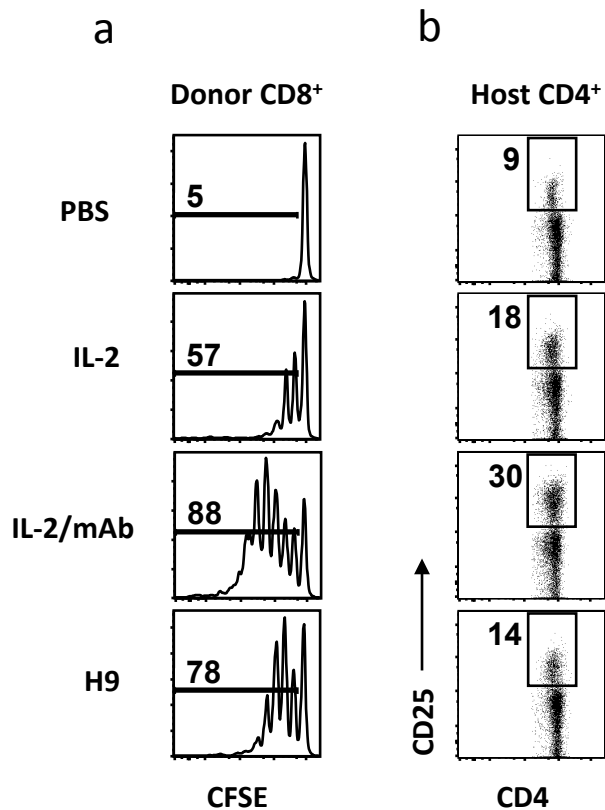 a b
Donor CD8⁺ Host CD4⁺
PBS 5 9
IL-2 57 18
IL-2/mAb 88 30
H9 78 14
CD25
CFSE CD4